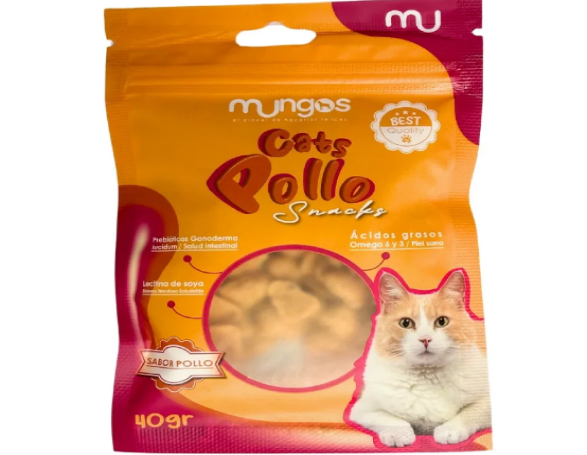 mu
mungos
BEST
Quality
Cats
Pollo
Snacks
Prebióticos Ganoderma
lucidum / Salud intestinal
Ácidos grasos
Omega 6 y 3 / Piel sana
Lecitina de soya
SABOR POLLO
40gr